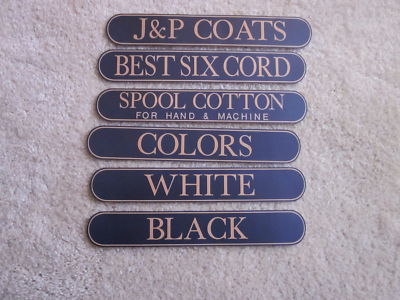 J&P COATS
BEST SIX CORD
SPOOL COTTON
FOR HAND & MACHINE
COLORS
WHITE
BLACK